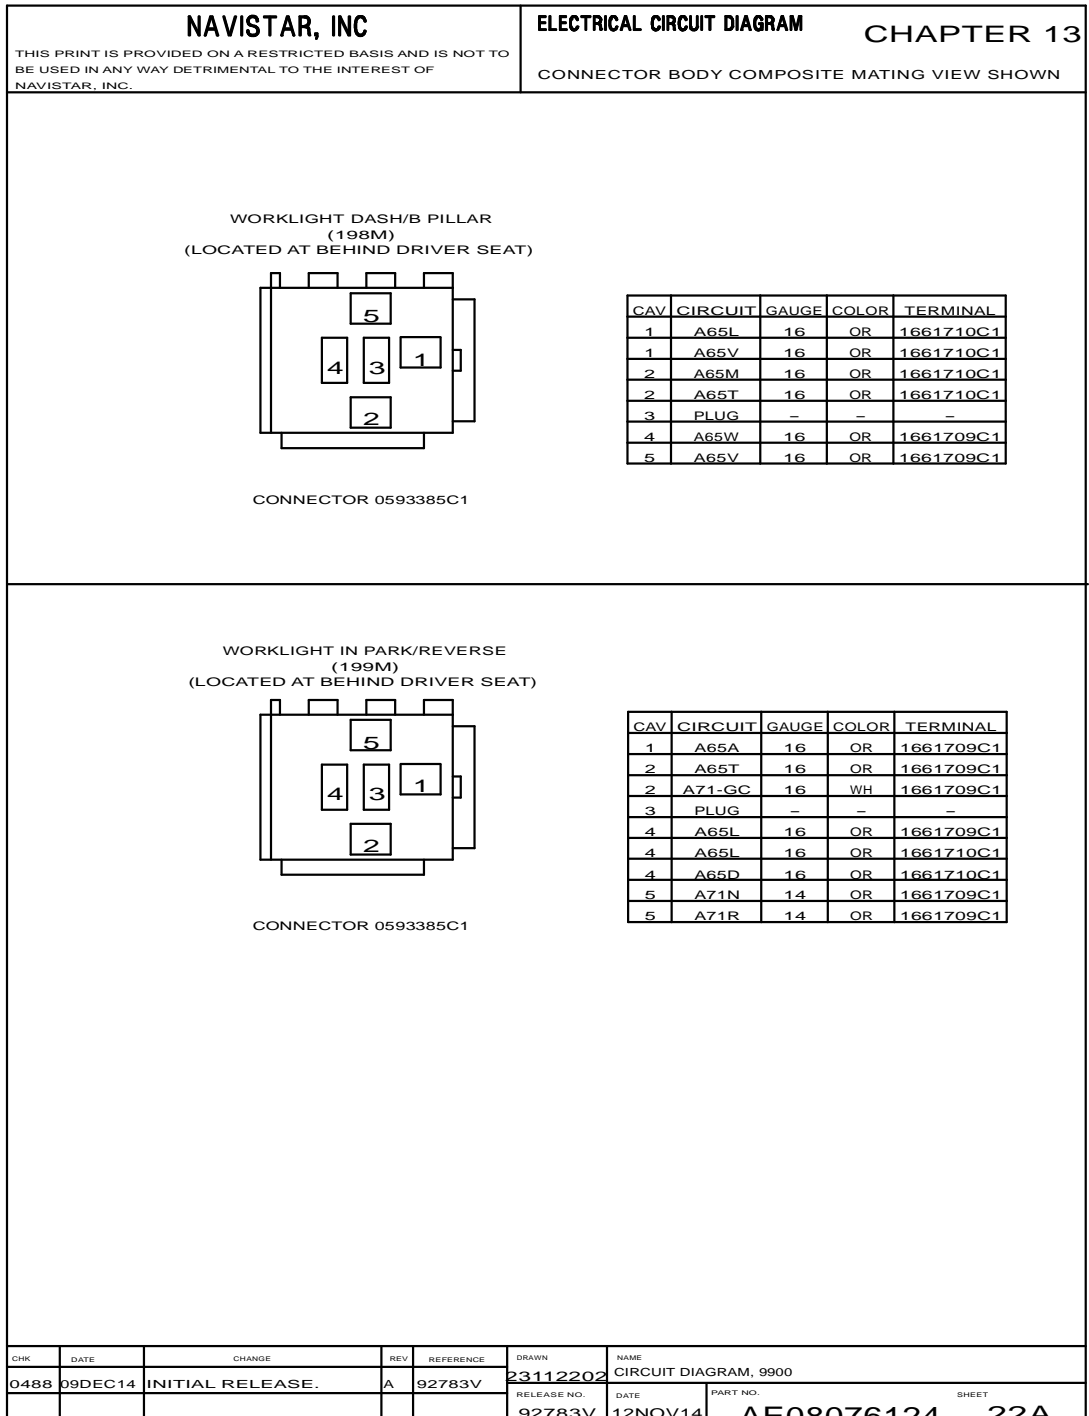 NAVISTAR, INC
THIS PRINT IS PROVIDED ON A RESTRICTED BASIS AND IS NOT TO
BE USED IN ANY WAY DETRIMENTAL TO THE INTEREST OF
NAVISTAR, INC.
ELECTRICAL CIRCUIT DIAGRAM
CHAPTER 13
CONNECTOR BODY COMPOSITE MATING VIEW SHOWN
WORKLIGHT DASH/B PILLAR
(198M)
(LOCATED AT BEHIND DRIVER SEAT)
5
4 3 1
2
CONNECTOR 0593385C1
CAV CIRCUIT GAUGE COLOR TERMINAL
1 A65L 16 OR 1661710C1
1 A65V 16 OR 1661710C1
2 A65M 16 OR 1661710C1
2 A65T 16 OR 1661710C1
3 PLUG – – –
4 A65W 16 OR 1661709C1
5 A65V 16 OR 1661709C1
WORKLIGHT IN PARK/REVERSE
(199M)
(LOCATED AT BEHIND DRIVER SEAT)
5
4 3 1
2
CONNECTOR 0593385C1
CAV CIRCUIT GAUGE COLOR TERMINAL
1 A65A 16 OR 1661709C1
2 A65T 16 OR 1661709C1
2 A71-GC 16 WH 1661709C1
3 PLUG – – –
4 A65L 16 OR 1661709C1
4 A65L 16 OR 1661710C1
4 A65D 16 OR 1661710C1
5 A71N 14 OR 1661709C1
5 A71R 14 OR 1661709C1
CHK DATE CHANGE REV REFERENCE
0488 09DEC14 INITIAL RELEASE. A 92783V
DRAWN
23112202
NAME
CIRCUIT DIAGRAM, 9900
RELEASE NO.
92783V
DATE
12NOV14
PART NO.
AE08076124
SHEET
22A